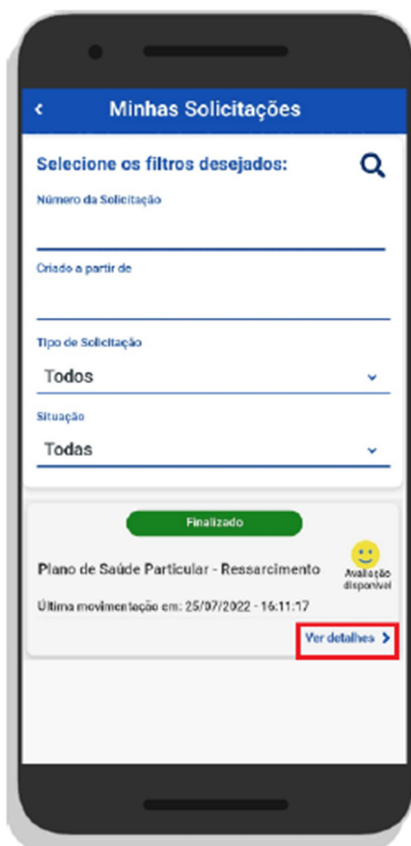 Minhas Solicitações
Selecione os filtros desejados:
Número da Solicitação
Criado a partir de
Tipo de Solicitação
Todos
Situação
Todas
Finalizado
Plano de Saúde Particular - Ressarcimento
Avaliação
disponível
Última movimentação em: 25/07/2022 - 16:11:17
Ver detalhes